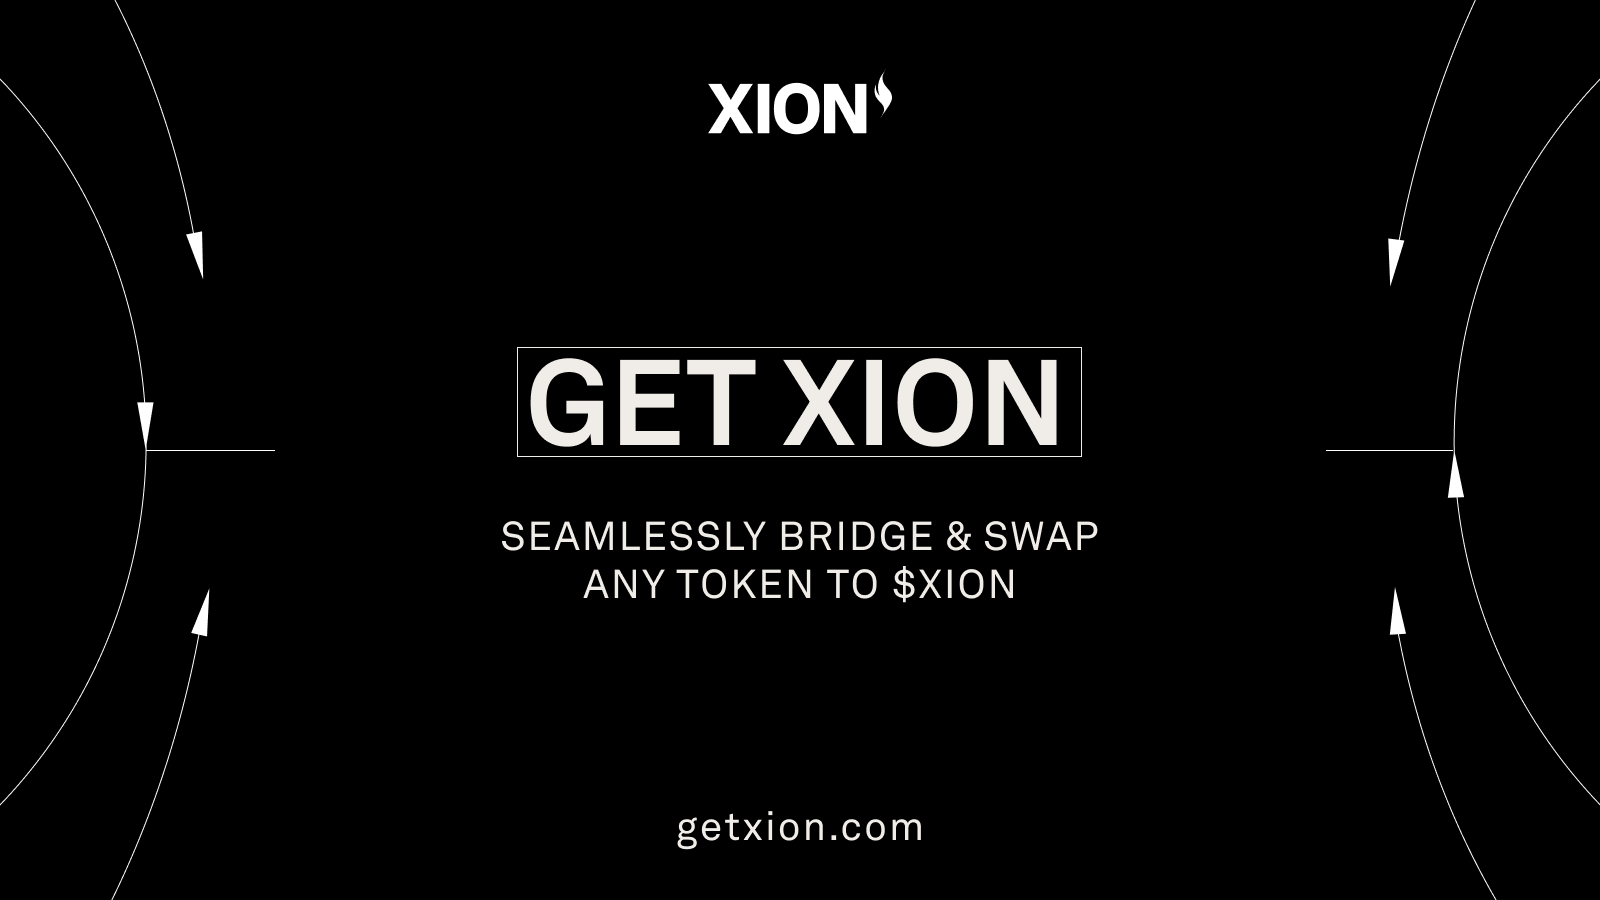 XION
GET XION
SEAMLESSLY BRIDGE & SWAP
ANY TOKEN TO $XION
getxion.com